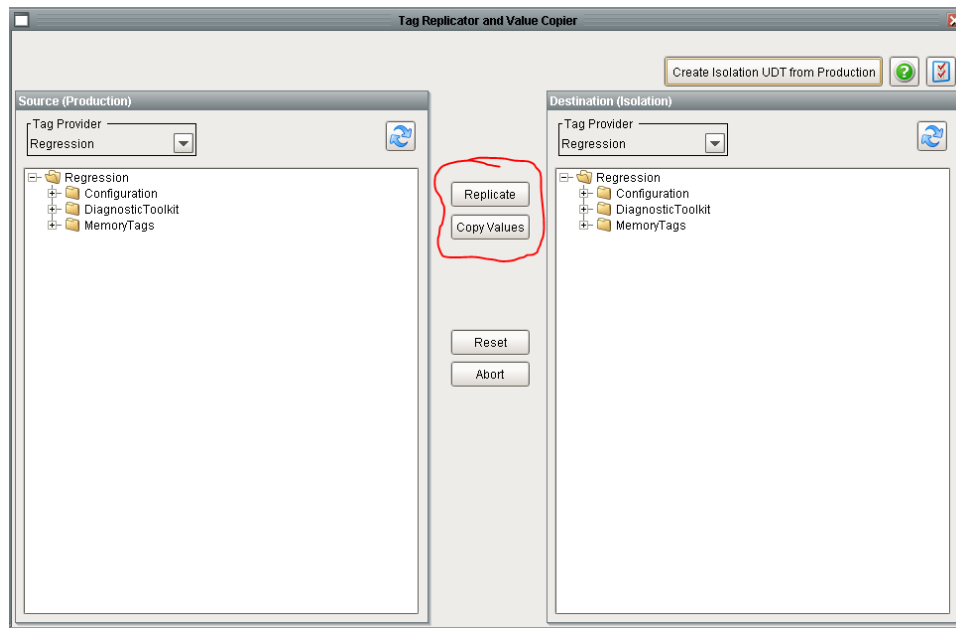 Tag Replicator and Value Copier
Create Isolation UDT from Production
Source (Production)
Tag Provider
Regression
Regression
Configuration
DiagnosticToolkit
MemoryTags
Replicate
Copy Values
Reset
Abort
Destination (Isolation)
Tag Provider
Regression
Regression
Configuration
DiagnosticToolkit
MemoryTags